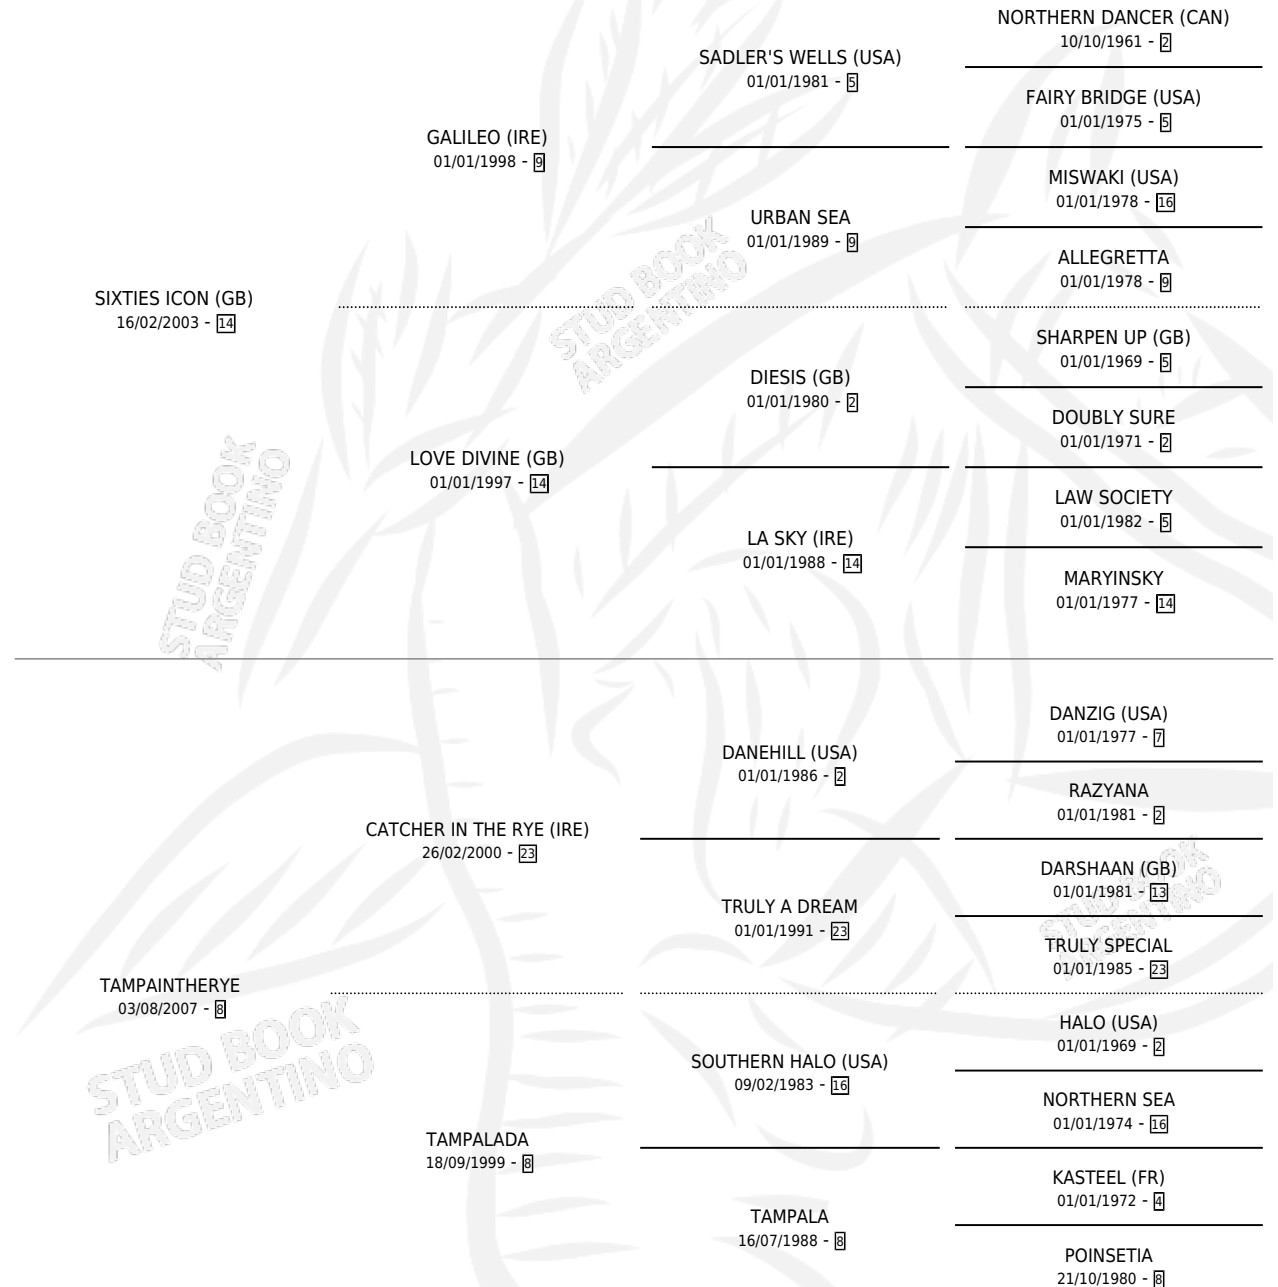 NORTHERN DANCER (CAN)
10/10/1961 - 2
SADLER'S WELLS (USA)
01/01/1981 - 5
FAIRY BRIDGE (USA)
01/01/1975 - 5
GALILEO (IRE)
01/01/1998 - 9
MISWAKI (USA)
01/01/1978 - 16
URBAN SEA
01/01/1989 - 9
ALLEGRETTA
01/01/1978 - 9
SIXTIES ICON (GB)
16/02/2003 - 14
SHARPEN UP (GB)
01/01/1969 - 5
DIESIS (GB)
01/01/1980 - 2
DOUBLY SURE
01/01/1971 - 2
LOVE DIVINE (GB)
01/01/1997 - 14
LAW SOCIETY
01/01/1982 - 5
LA SKY (IRE)
01/01/1988 - 14
MARYINSKY
01/01/1977 - 14
DANZIG (USA)
01/01/1977 - 7
DANEHILL (USA)
01/01/1986 - 2
RAZYANA
01/01/1981 - 2
CATCHER IN THE RYE (IRE)
26/02/2000 - 23
DARSHAAN (GB)
01/01/1981 - 13
TRULY A DREAM
01/01/1991 - 23
TRULY SPECIAL
01/01/1985 - 23
TAMPAINTHERYE
03/08/2007 - 8
HALO (USA)
01/01/1969 - 2
SOUTHERN HALO (USA)
09/02/1983 - 16
NORTHERN SEA
01/01/1974 - 16
TAMPALADA
18/09/1999 - 8
KASTEEL (FR)
01/01/1972 - 4
TAMPALA
16/07/1988 - 8
POINSETIA
21/10/1980 - 8
STUD BOOK
ARGENTINO
STUD BOOK
ARGENTINO
STUD BOOK
ARGENTINO
STUD BOOK
ARGENTINO